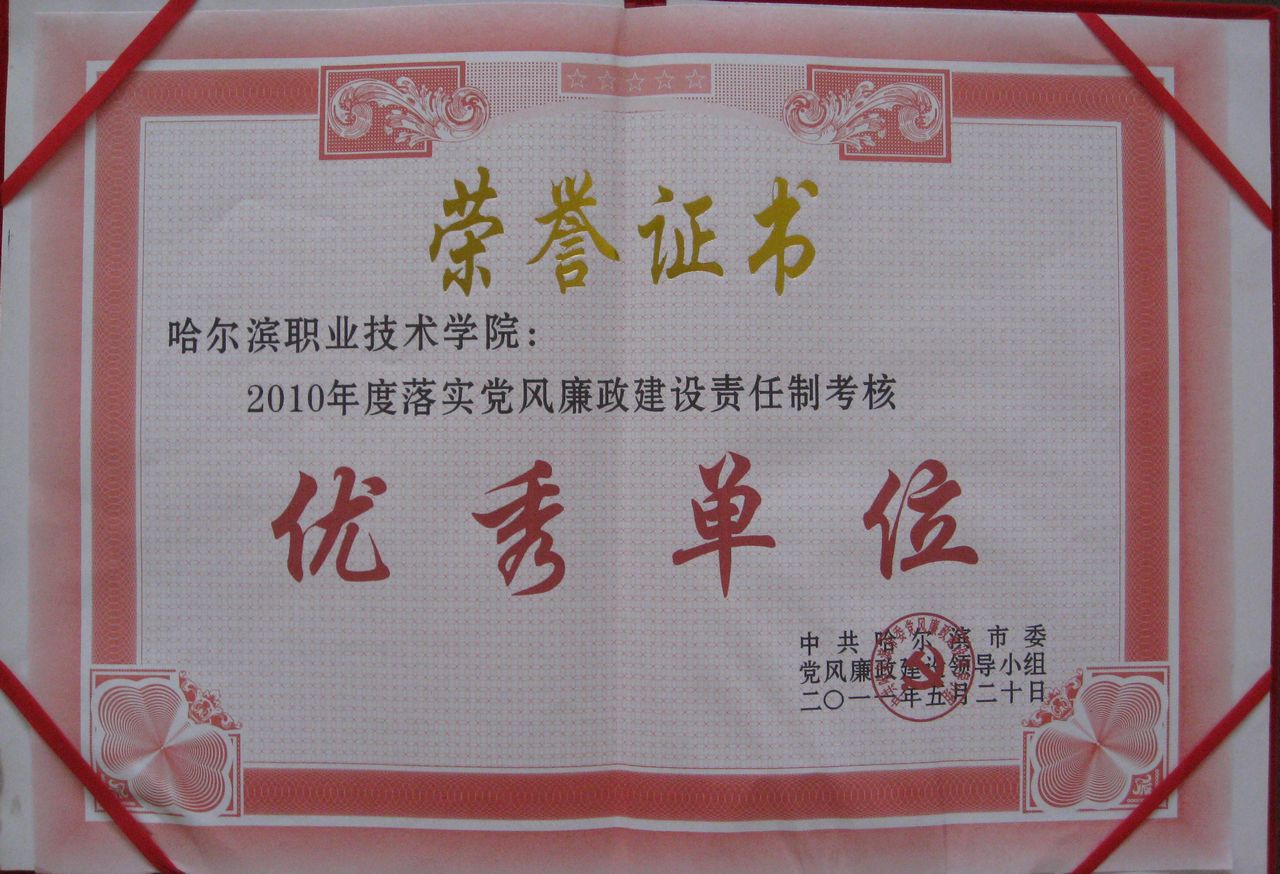 荣誉证书
哈尔滨职业技术学院：
2010年度落实党风廉政建设责任制考核
优秀单位
中共哈尔滨市委
党风廉政建设领导小组
二〇一一年五月二十日